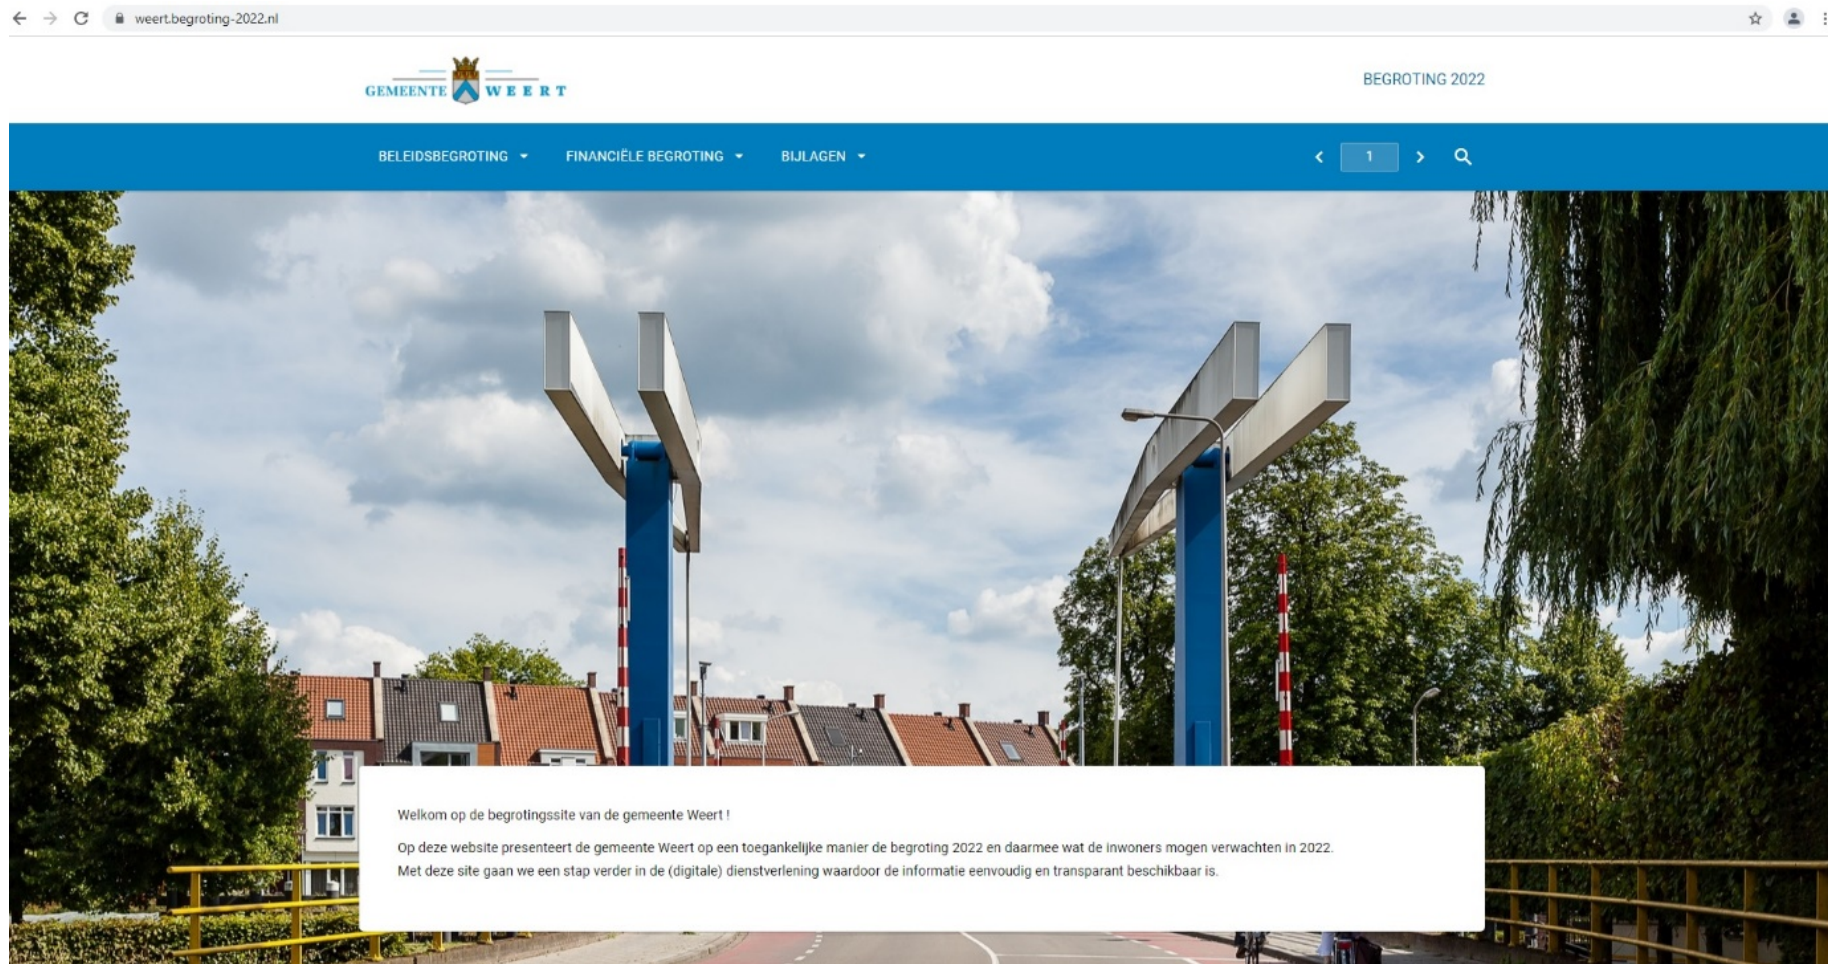 weert.begroting-2022.nl
GEMEENTE WEERT
BEGROTING 2022
BELEIDSBEGROTING FINANCIËLE BEGROTING BIJLAGEN 1
Welkom op de begrotingssite van de gemeente Weert !
Op deze website presenteert de gemeente Weert op een toegankelijke manier de begroting 2022 en daarmee wat de inwoners mogen verwachten in 2022.
Met deze site gaan we een stap verder in de (digitale) dienstverlening waardoor de informatie eenvoudig en transparant beschikbaar is.